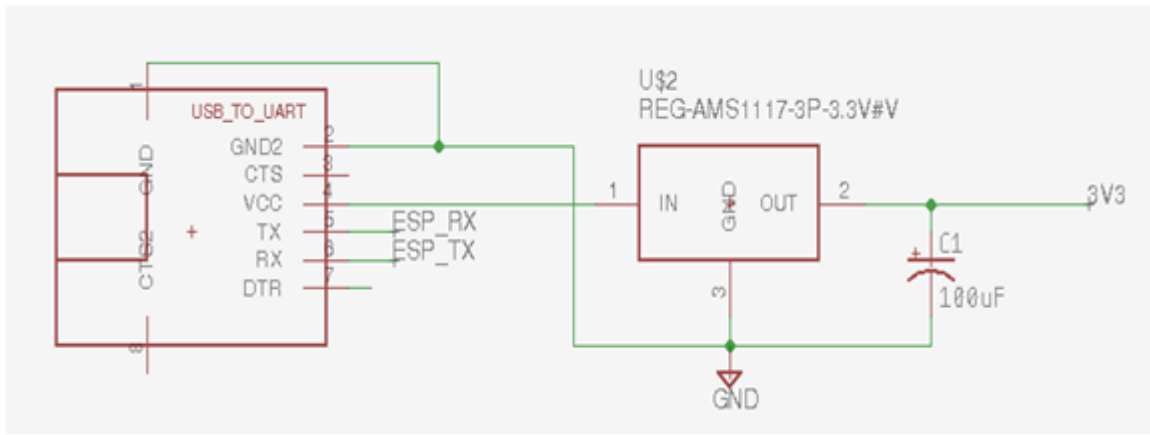 1
USB_TO_UART
GND
GND2
2
CTS
3
VCC
4
TX
5
ESP_RX
RX
6
ESP_TX
DTR
7
CTS2
8
U$2
REG-AMS1117-3P-3.3V#V
1
IN
GND
OUT
2
3
3V3
+
C1
100uF
GND